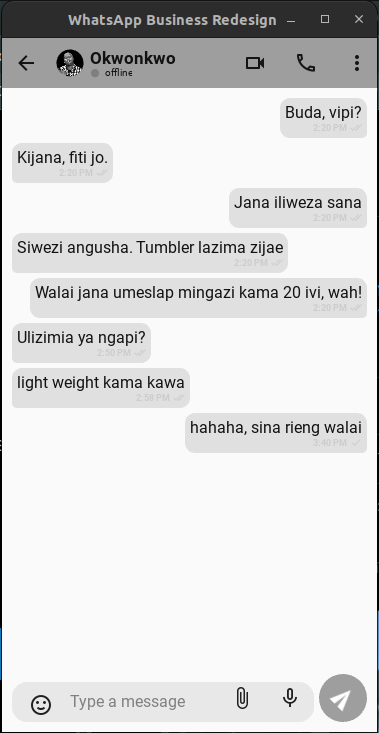 WhatsApp Business Redesign
Okwonkwo
offline
Buda, vipi?
2:20 PM
Kijana, fiti jo.
2:20 PM
Jana iliweza sana
2:20 PM
Siwezi angusha. Tumbler lazima zijae
2:20 PM
Walai jana umeslap mingazi kama 20 ivi, wah!
2:20 PM
Ulizimia ya ngapi?
2:50 PM
light weight kama kawa
2:58 PM
hahaha, sina rieng walai
3:40 PM
Type a message